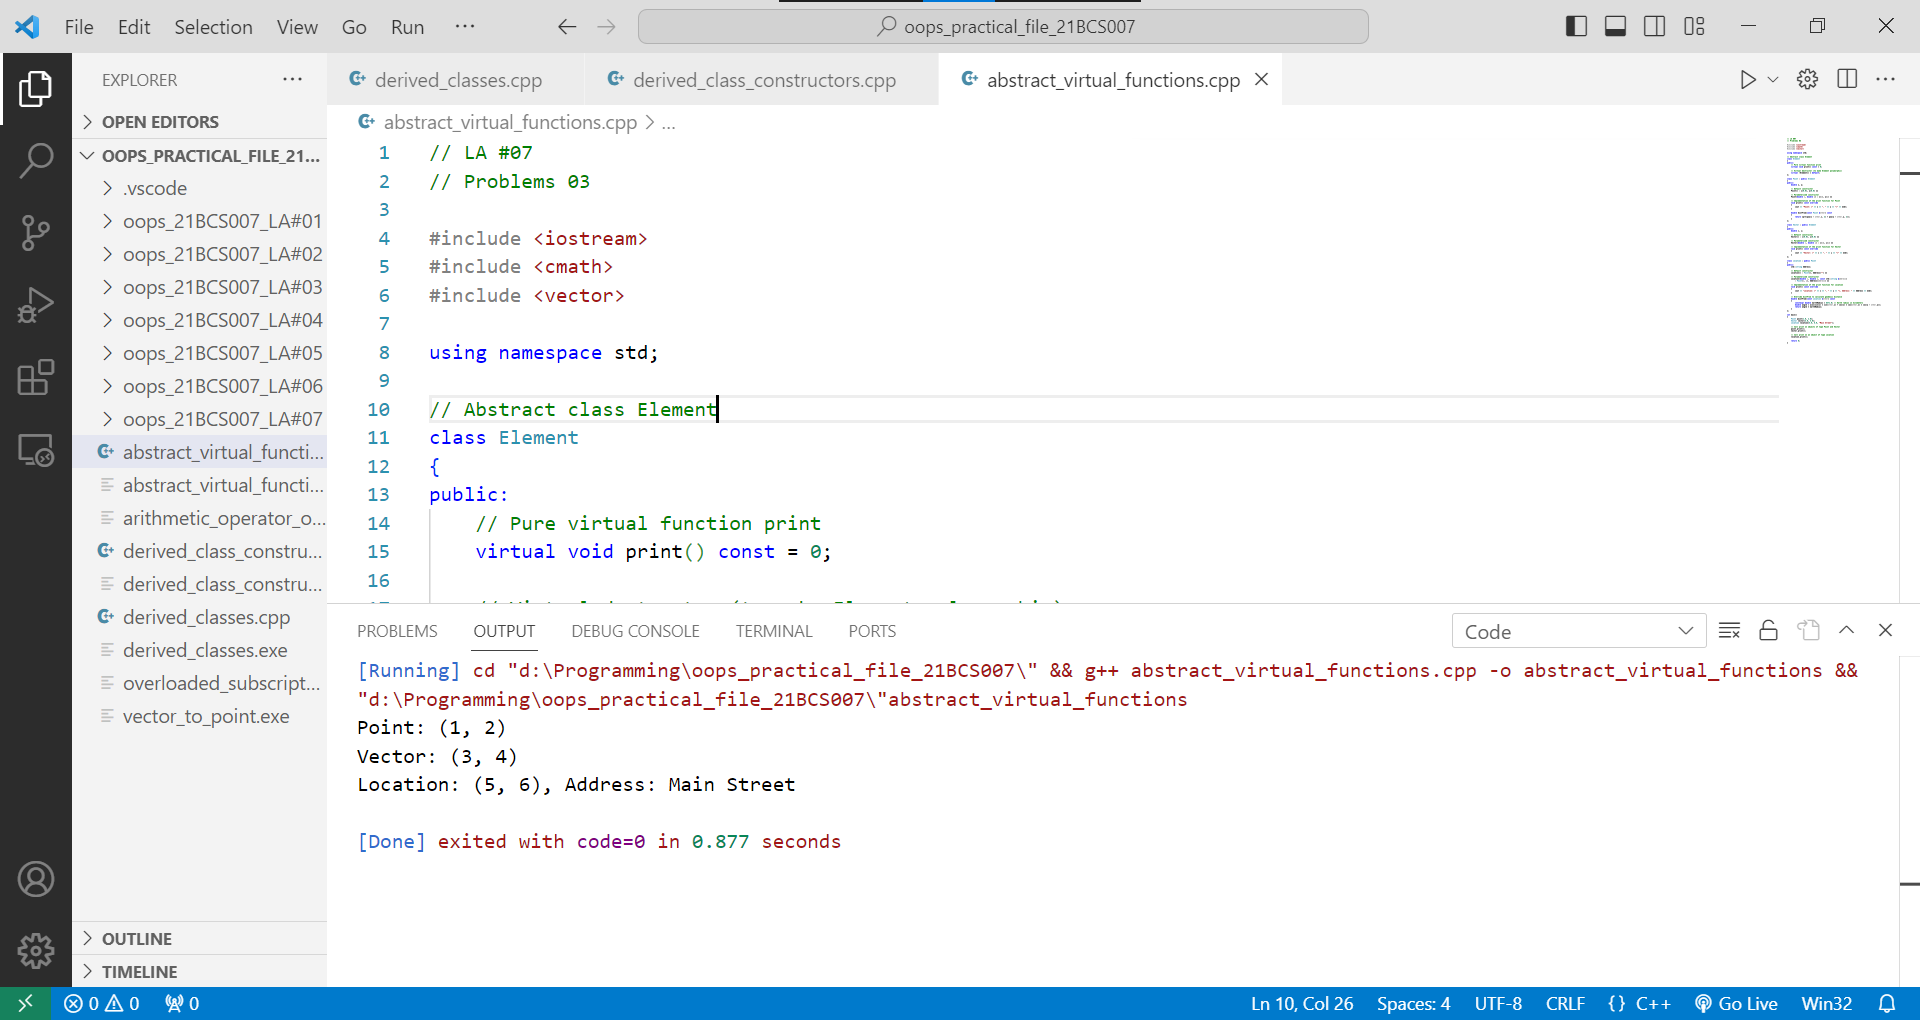 File Edit Selection View Go Run ··· oops_practical_file_21BCS007
EXPLORER ···
OPEN EDITORS
OOPS_PRACTICAL_FILE_21...
.vscode
oops_21BCS007_LA#01
oops_21BCS007_LA#02
oops_21BCS007_LA#03
oops_21BCS007_LA#04
oops_21BCS007_LA#05
oops_21BCS007_LA#06
oops_21BCS007_LA#07
abstract_virtual_functi...
abstract_virtual_functi...
arithmetic_operator_o...
derived_class_constru...
derived_class_constru...
derived_classes.cpp
derived_classes.exe
overloaded_subscript...
vector_to_point.exe
OUTLINE
TIMELINE
derived_classes.cpp derived_class_constructors.cpp abstract_virtual_functions.cpp
abstract_virtual_functions.cpp > ...
1 // LA #07
2 // Problems 03
3
4 #include <iostream>
5 #include <cmath>
6 #include <vector>
7
8 using namespace std;
9
10 // Abstract class Element
11 class Element
12 {
13 public:
14 // Pure virtual function print
15 virtual void print() const = 0;
16
PROBLEMS OUTPUT DEBUG CONSOLE TERMINAL PORTS Code
[Running] cd "d:\Programming\oops_practical_file_21BCS007\" && g++ abstract_virtual_functions.cpp -o abstract_virtual_functions &&
"d:\Programming\oops_practical_file_21BCS007\"abstract_virtual_functions
Point: (1, 2)
Vector: (3, 4)
Location: (5, 6), Address: Main Street
[Done] exited with code=0 in 0.877 seconds
0 0 0 Ln 10, Col 26 Spaces: 4 UTF-8 CRLF {} C++ Go Live Win32